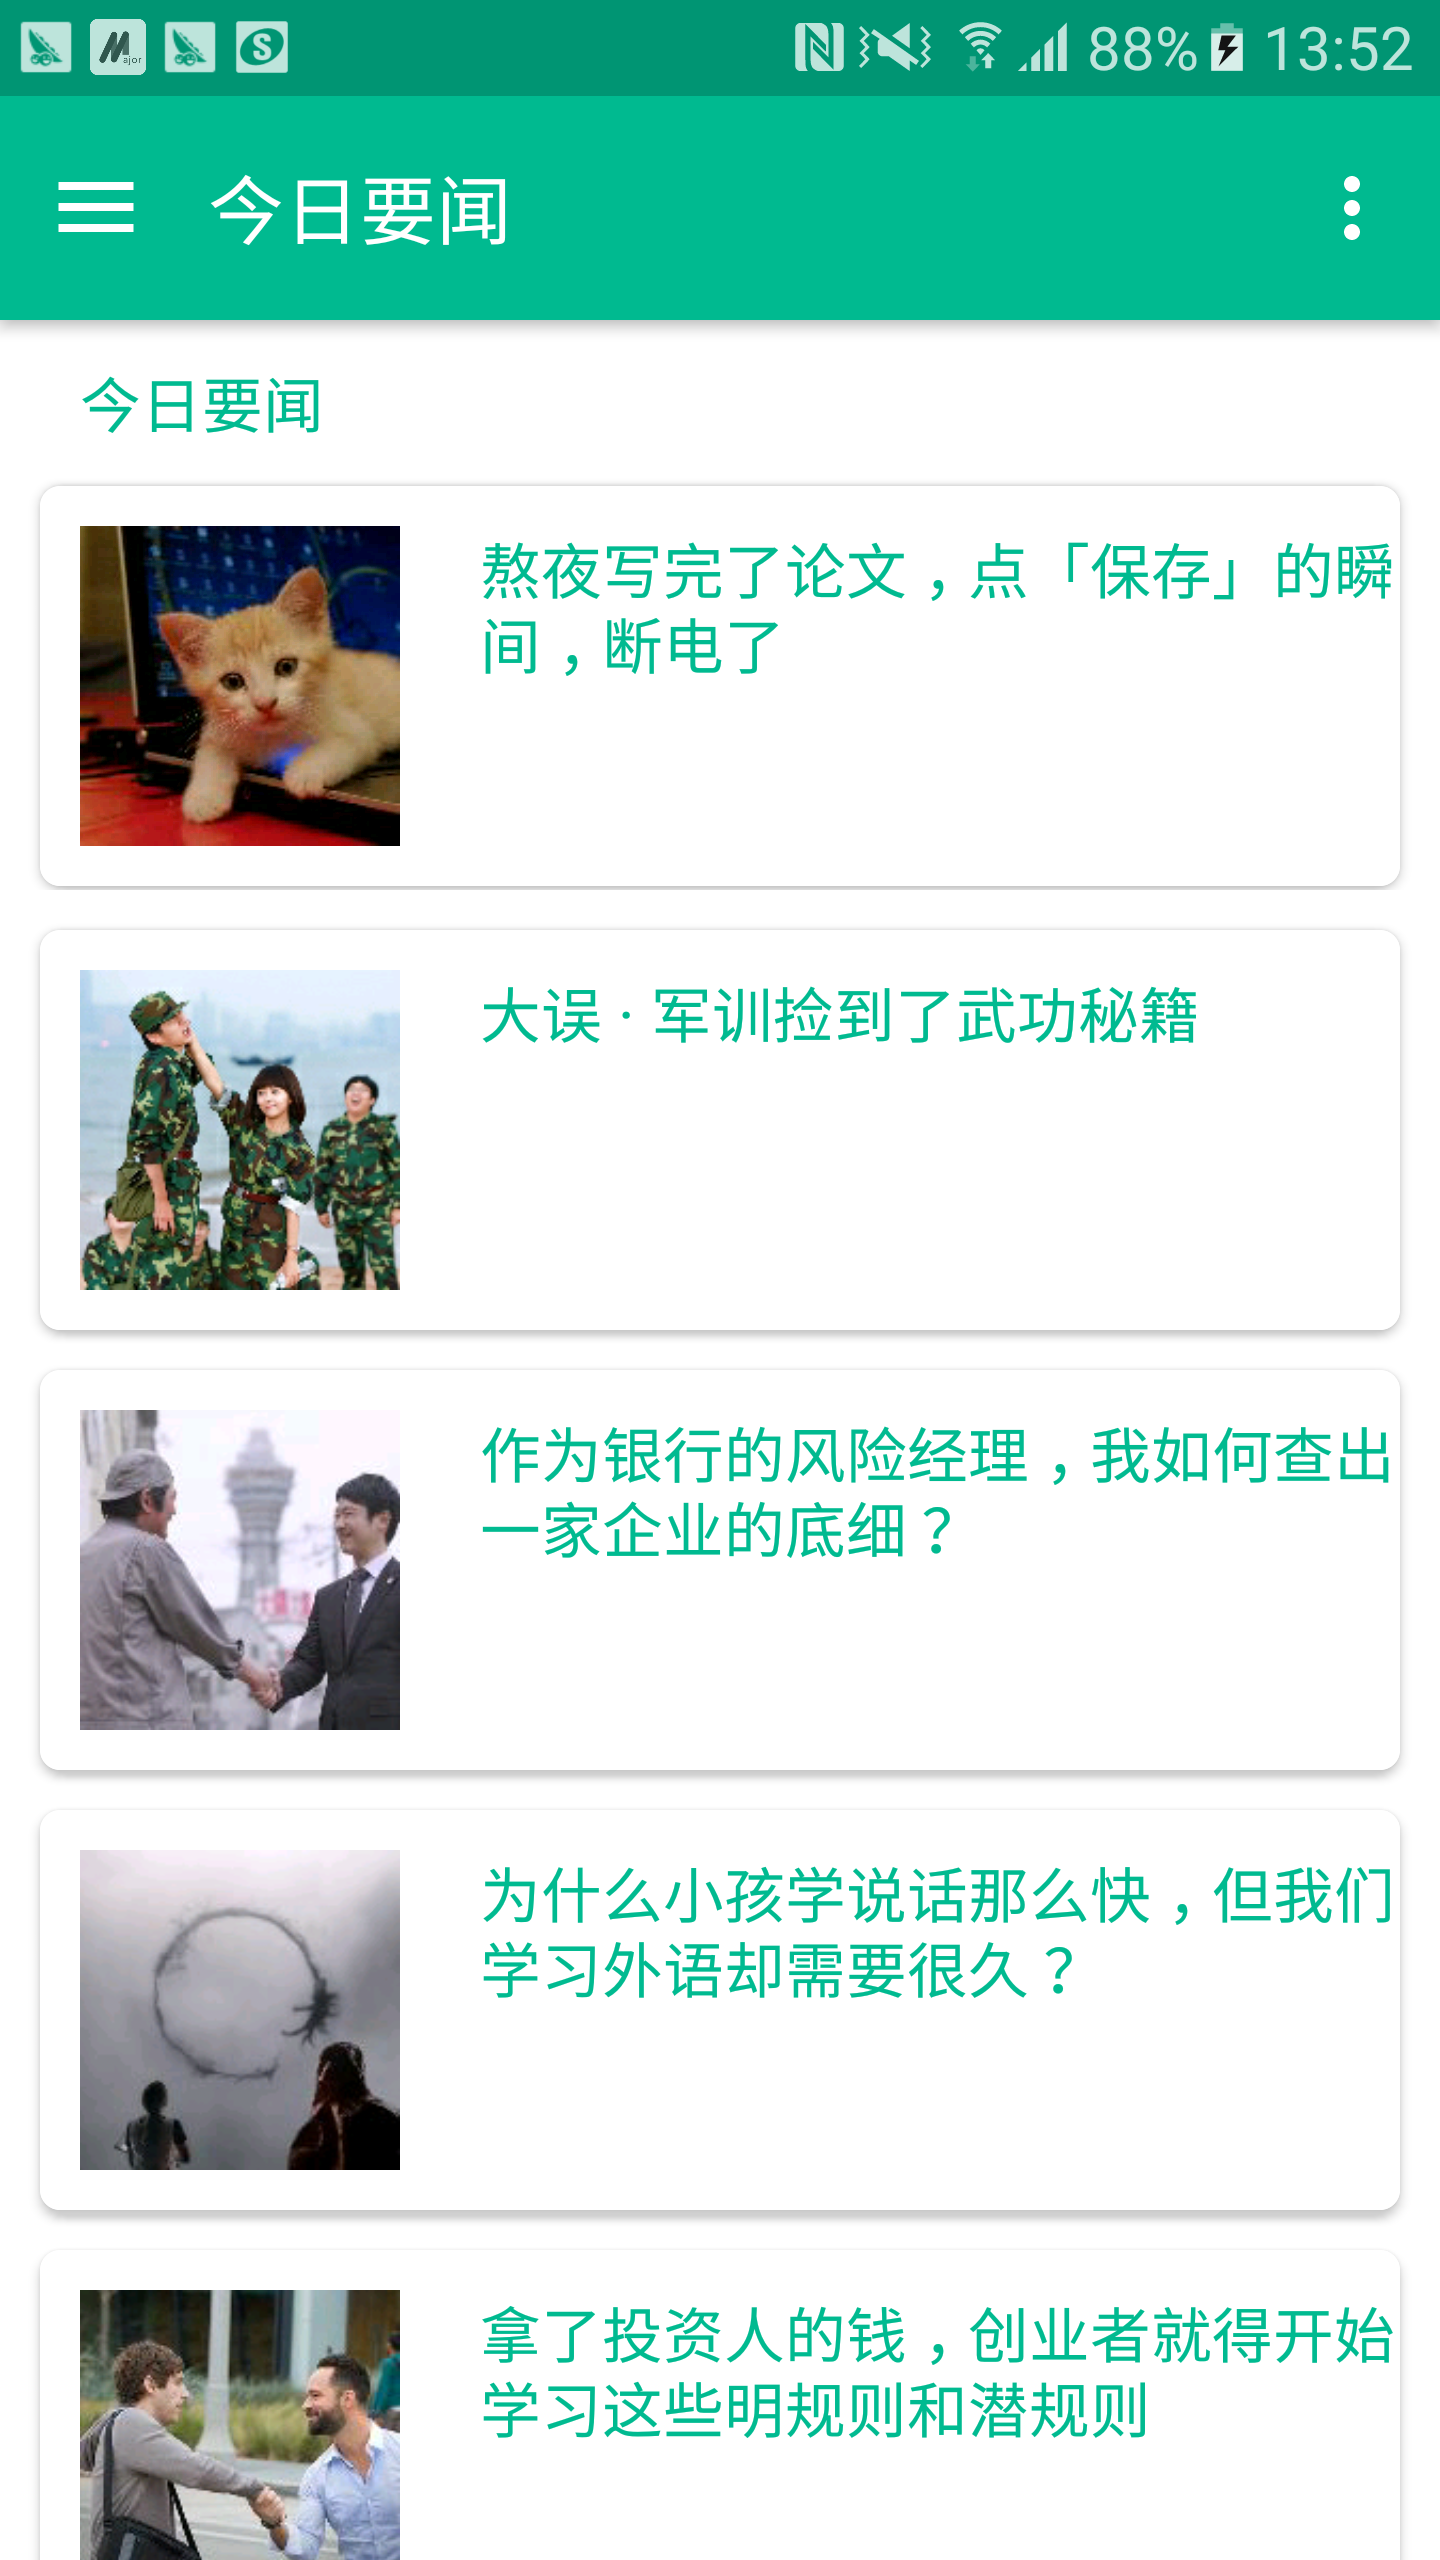 88% 13:52
今日要闻
今日要闻
熬夜写完了论文，点「保存」的瞬
间，断电了
大误 · 军训捡到了武功秘籍
作为银行的风险经理，我如何查出
一家企业的底细？
为什么小孩学说话那么快，但我们
学习外语却需要很久？
拿了投资人的钱，创业者就得开始
学习这些明规则和潜规则